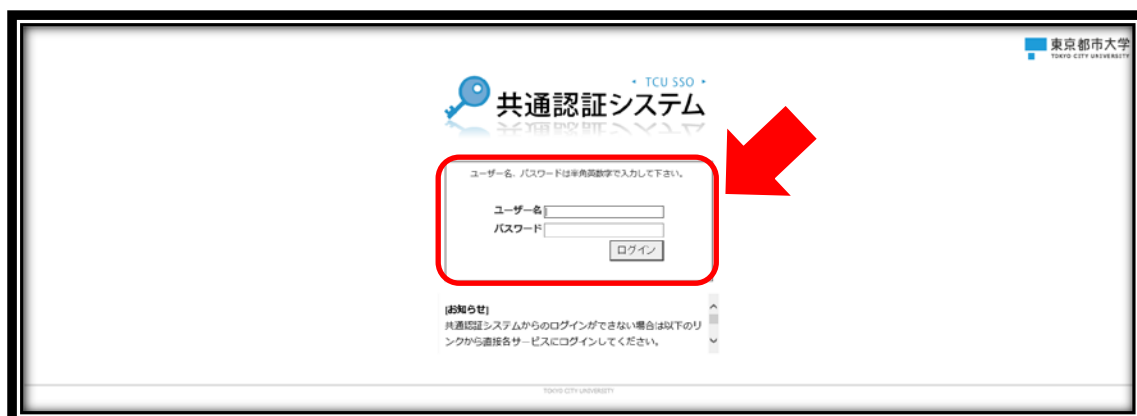 東京都市大学
TOKYO CITY UNIVERSITY
• TCU SSO •
共通認証システム
ユーザー名、パスワードは半角英数字で入力して下さい。
ユーザー名
パスワード
ログイン
[お知らせ]
共通認証システムからのログインができない場合は以下のリ
ンクから直接各サービスにログインしてください。
TOKYO CITY UNIVERSITY